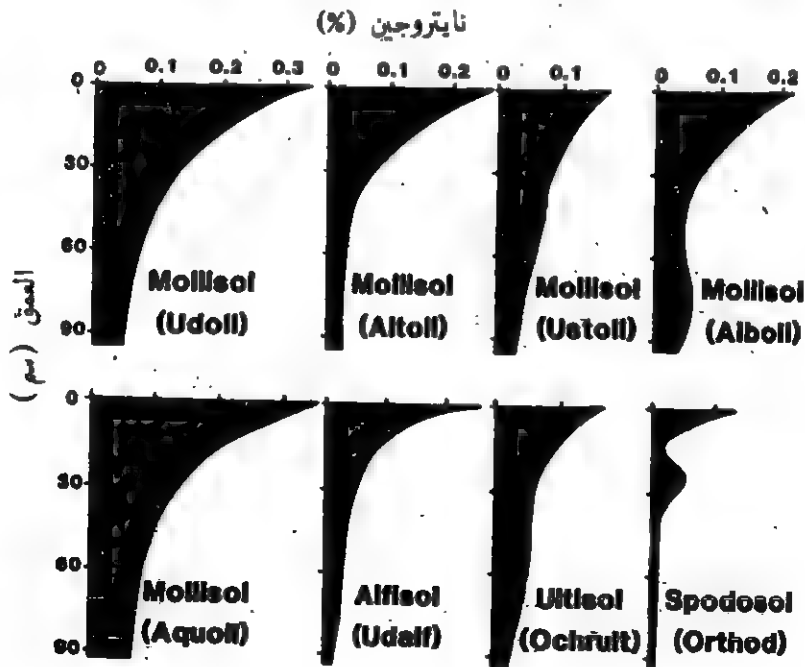 نايتروجين (%)
0 0.1 0.2 0.3 0 0.1 0.2 0 0.1 0 0.1 0.2
0
30
60
90
العمق (سم)
Mollisol
(Udoll)
Mollisol
(Altoll)
Mollisol
(Ustoll)
Mollisol
(Alboll)
0
30
60
90
Mollisol
(Aquoll)
Alfisol
(Udalf)
Ultisol
(Ochrult)
Spodosol
(Orthod)